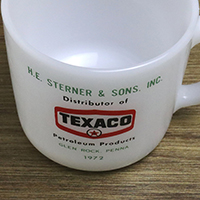 H.E. STERNER & SONS. INC.
Distributor of
TEXACO
Petroleum Products
GLEN ROCK, PENNA.
1972